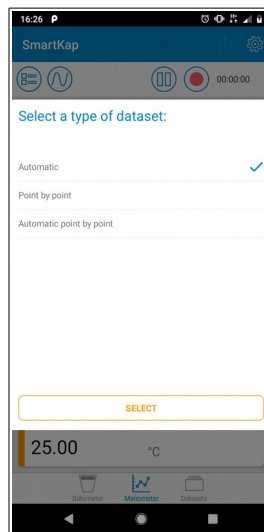 16:26
SmartKap
00:00:00
Select a type of dataset:
Automatic
Point by point
Automatic point by point
SELECT
25.00 °C
Balometer Manometer Datasets